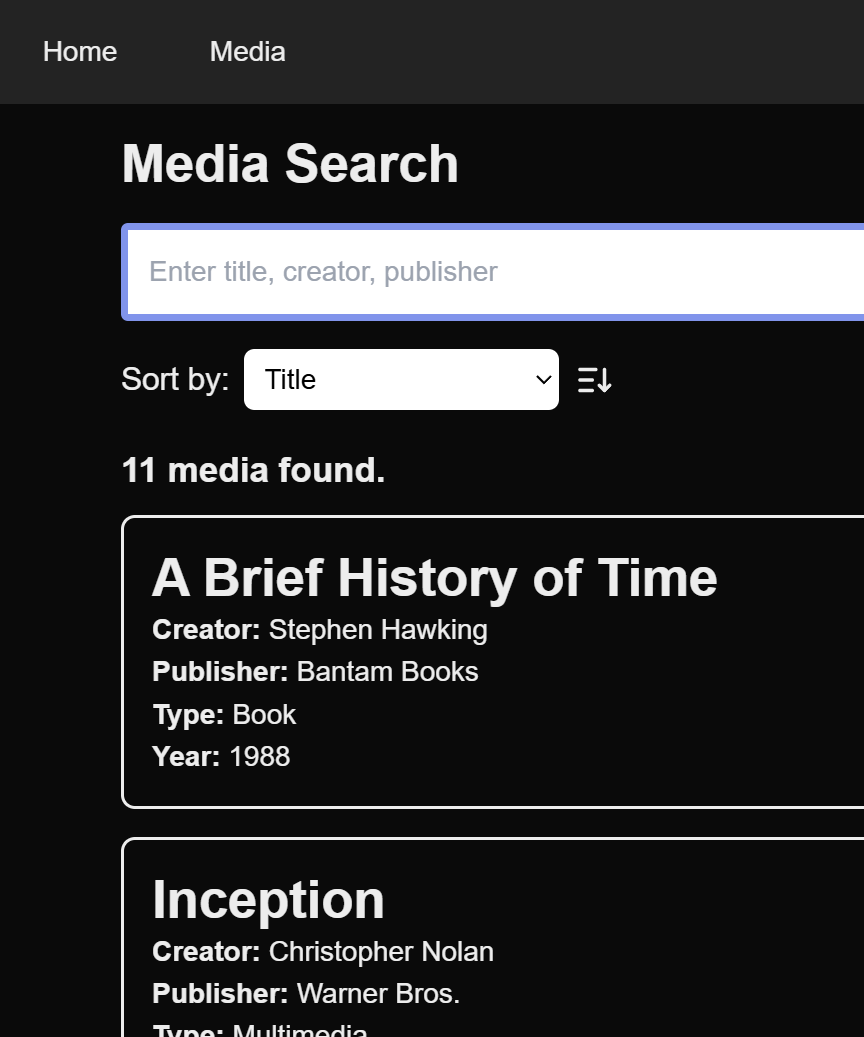 Home Media
Media Search
Enter title, creator, publisher
Sort by: Title
11 media found.
A Brief History of Time
Creator: Stephen Hawking
Publisher: Bantam Books
Type: Book
Year: 1988
Inception
Creator: Christopher Nolan
Publisher: Warner Bros.
Type: Multimedia